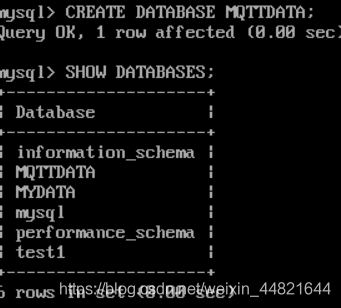 mysql> CREATE DATABASE MQTTDATA;
Query OK, 1 row affected (0.00 sec)
mysql> SHOW DATABASES;
+--------------------+
| Database           |
+--------------------+
| information_schema |
| MQTTDATA           |
| MYDATA             |
| mysql              |
| performance_schema |
| test1              |
+--------------------+
6 rows in set (0.00 sec)
https://blog.csdn.net/weixin_44821644